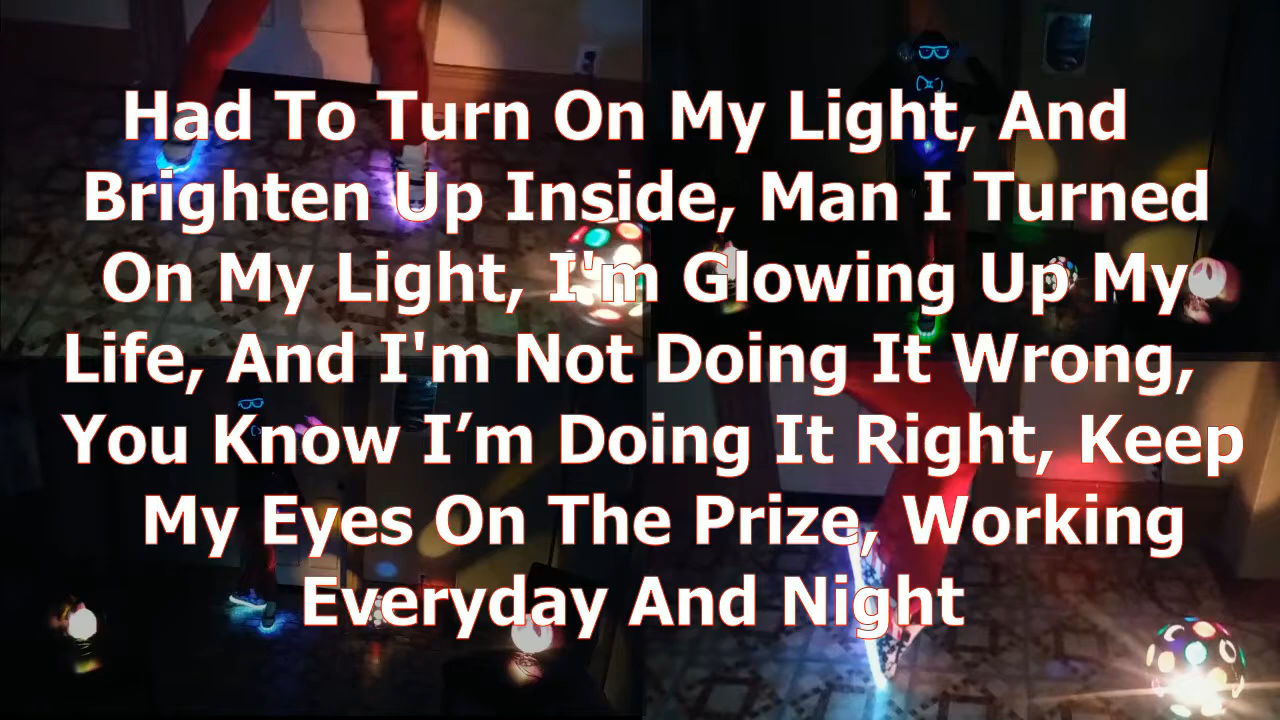 Had To Turn On My Light, And
Brighten Up Inside, Man I Turned
On My Light, I'm Glowing Up My
Life, And I'm Not Doing It Wrong,
You Know I’m Doing It Right, Keep
My Eyes On The Prize, Working
Everyday And Night